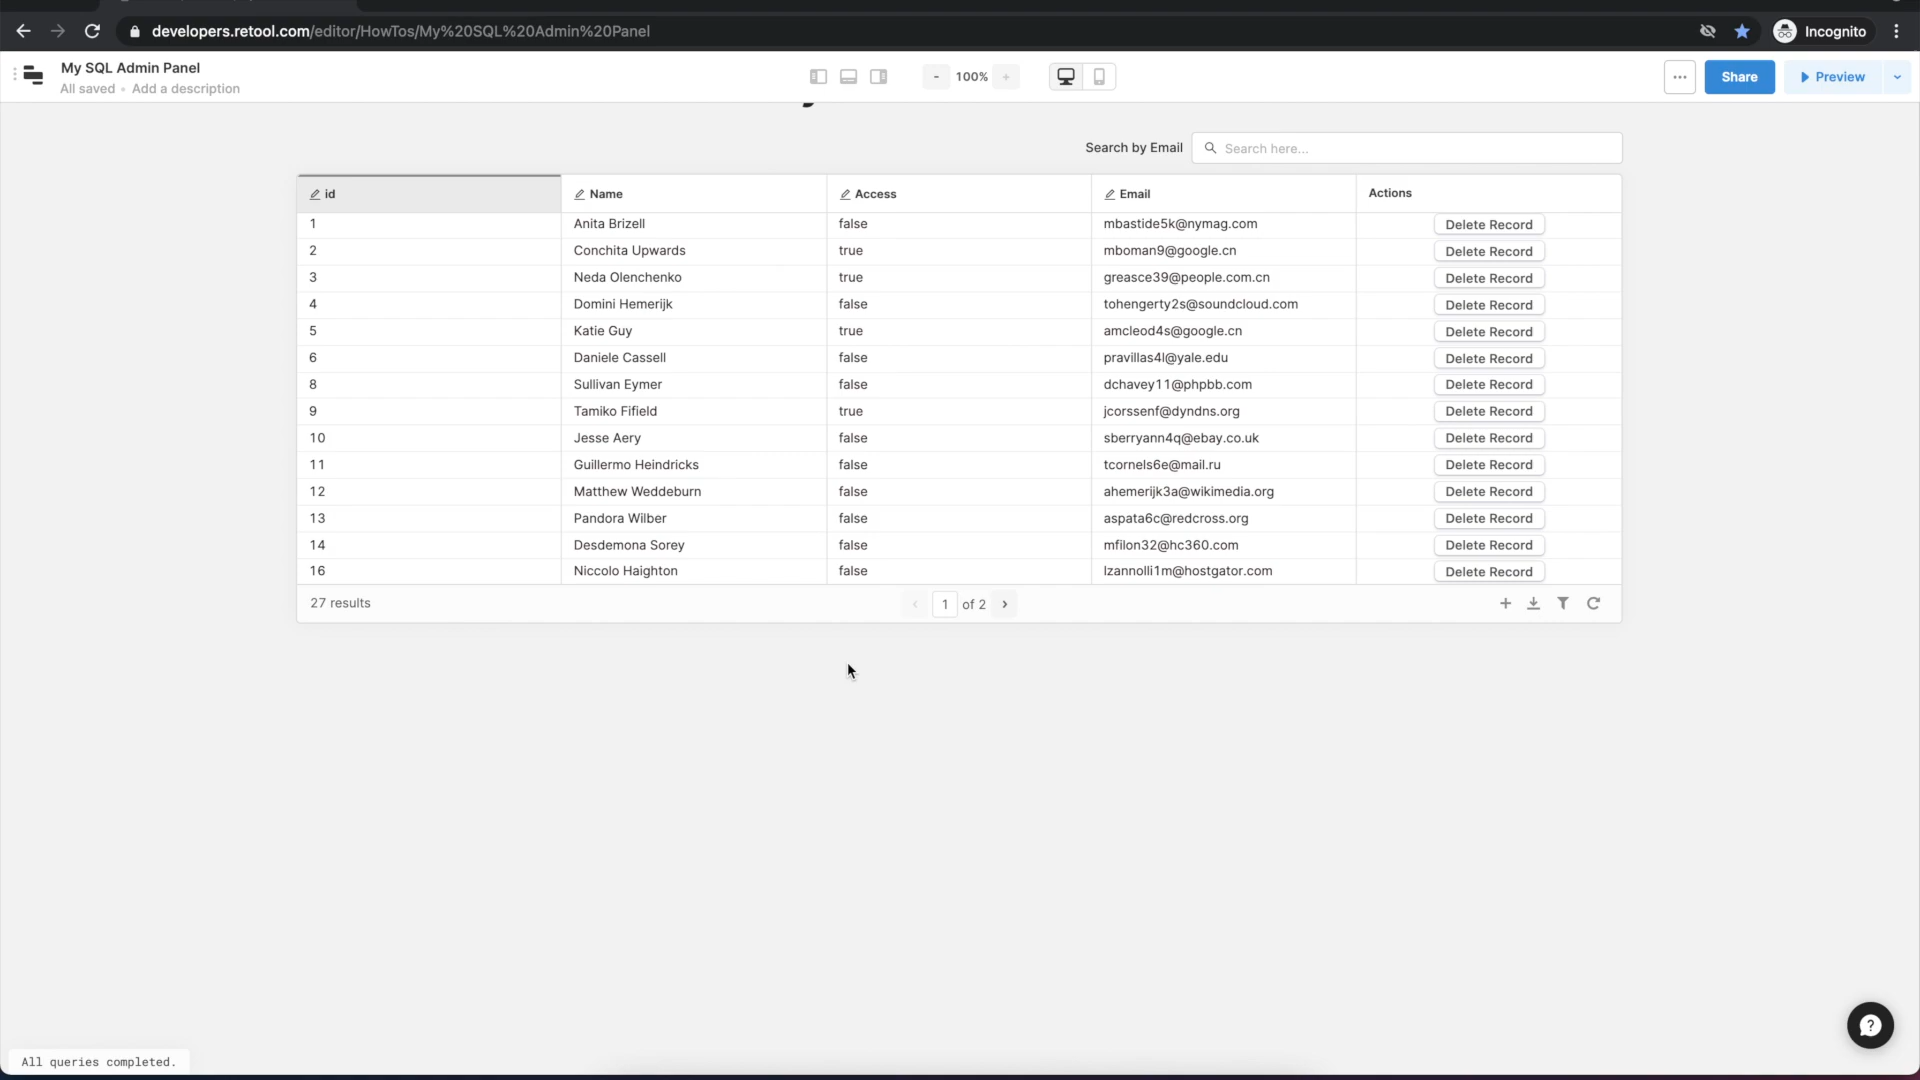 developers.retool.com/editor/HowTos/My%20SQL%20Admin%20Panel
Incognito
My SQL Admin Panel
All saved • Add a description
- 100% +
Share
Preview
Search by Email
Search here...
id Name Access Email Actions
1 Anita Brizell false mbastide5k@nymag.com Delete Record
2 Conchita Upwards true mboman9@google.cn Delete Record
3 Neda Olenchenko true greasce39@people.com.cn Delete Record
4 Domini Hemerijk false tohengerty2s@soundcloud.com Delete Record
5 Katie Guy true amcleod4s@google.cn Delete Record
6 Daniele Cassell false pravillas4l@yale.edu Delete Record
8 Sullivan Eymer false dchavey11@phpbb.com Delete Record
9 Tamiko Fifield true jcorssenf@dyndns.org Delete Record
10 Jesse Aery false sberryann4q@ebay.co.uk Delete Record
11 Guillermo Heindricks false tcornels6e@mail.ru Delete Record
12 Matthew Weddeburn false ahemerijk3a@wikimedia.org Delete Record
13 Pandora Wilber false aspata6c@redcross.org Delete Record
14 Desdemona Sorey false mfilon32@hc360.com Delete Record
16 Niccolo Haighton false lzannolli1m@hostgator.com Delete Record
27 results
1 of 2
All queries completed.